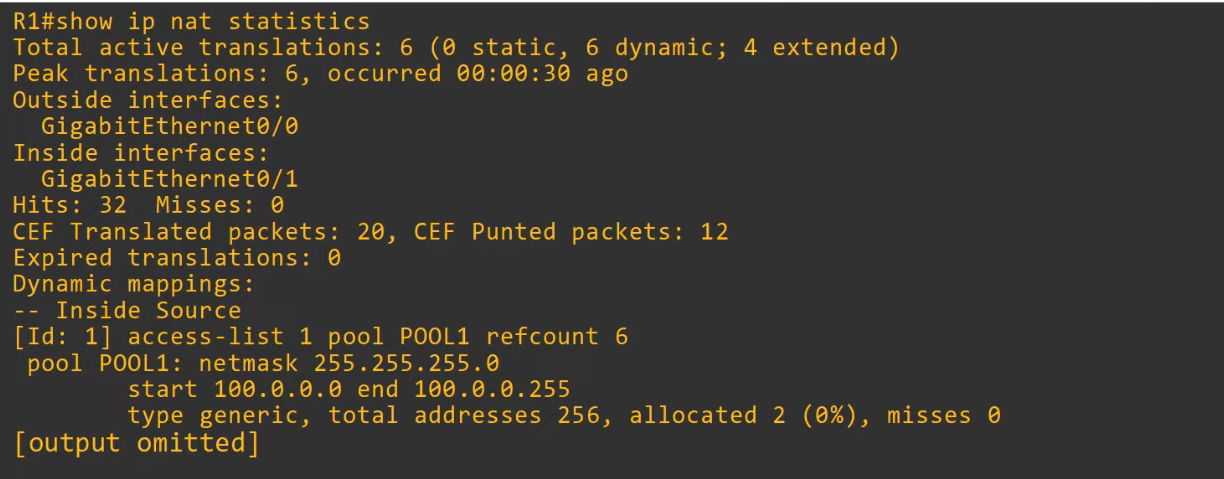 R1#show ip nat statistics
Total active translations: 6 (0 static, 6 dynamic; 4 extended)
Peak translations: 6, occurred 00:00:30 ago
Outside interfaces:
  GigabitEthernet0/0
Inside interfaces:
  GigabitEthernet0/1
Hits: 32  Misses: 0
CEF Translated packets: 20, CEF Punted packets: 12
Expired translations: 0
Dynamic mappings:
-- Inside Source
[Id: 1] access-list 1 pool POOL1 refcount 6
 pool POOL1: netmask 255.255.255.0
        start 100.0.0.0 end 100.0.0.255
        type generic, total addresses 256, allocated 2 (0%), misses 0
[output omitted]